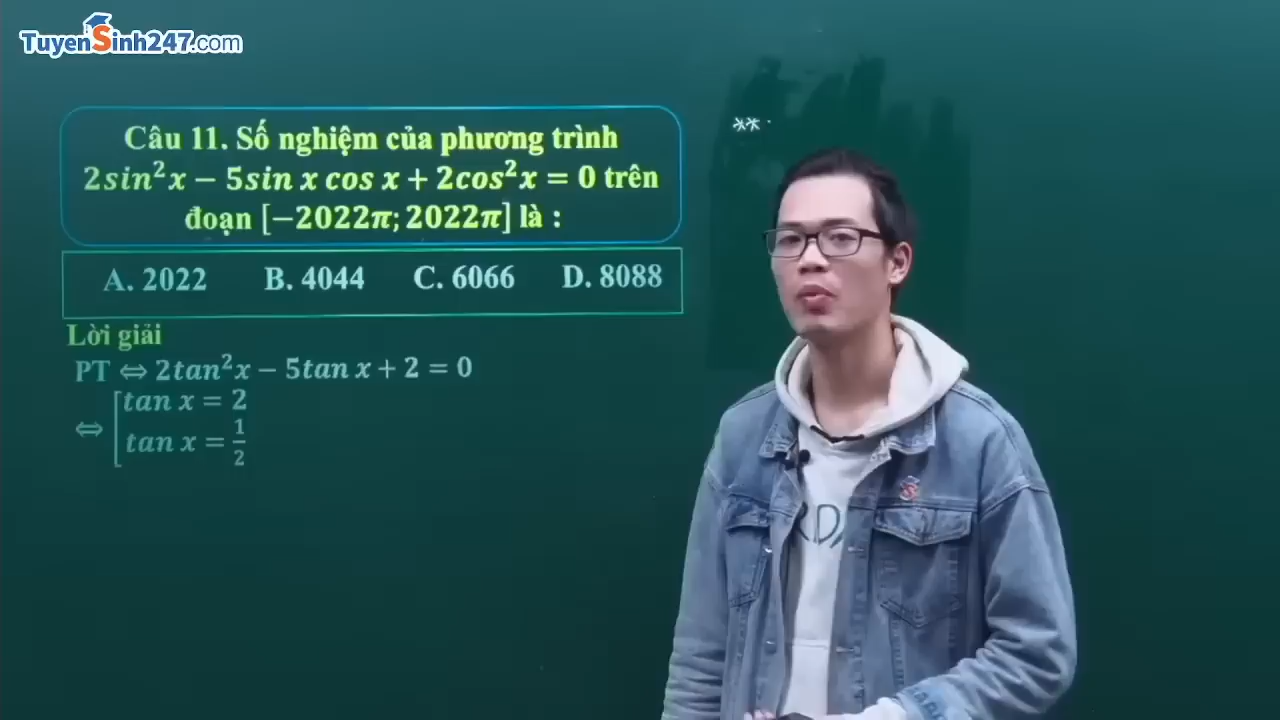 TuyenSinh247.com
Câu 11. Số nghiệm của phương trình
2sin²x − 5sin x cos x + 2cos²x = 0 trên
đoạn [−2022π; 2022π] là :
A. 2022 B. 4044 C. 6066 D. 8088
Lời giải
PT ⇔ 2tan²x − 5tan x + 2 = 0
⇔ [tan x = 2
tan x = 1/2
**